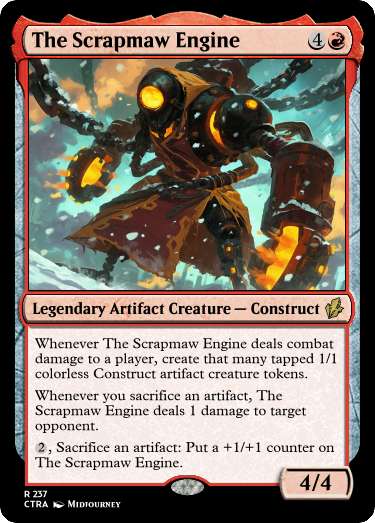 The Scrapmaw Engine 4
Legendary Artifact Creature — Construct
Whenever The Scrapmaw Engine deals combat
damage to a player, create that many tapped 1/1
colorless Construct artifact creature tokens.
Whenever you sacrifice an artifact, The
Scrapmaw Engine deals 1 damage to target
opponent.
2, Sacrifice an artifact: Put a +1/+1 counter on
The Scrapmaw Engine.
4/4
R 237
CTRA Midjourney